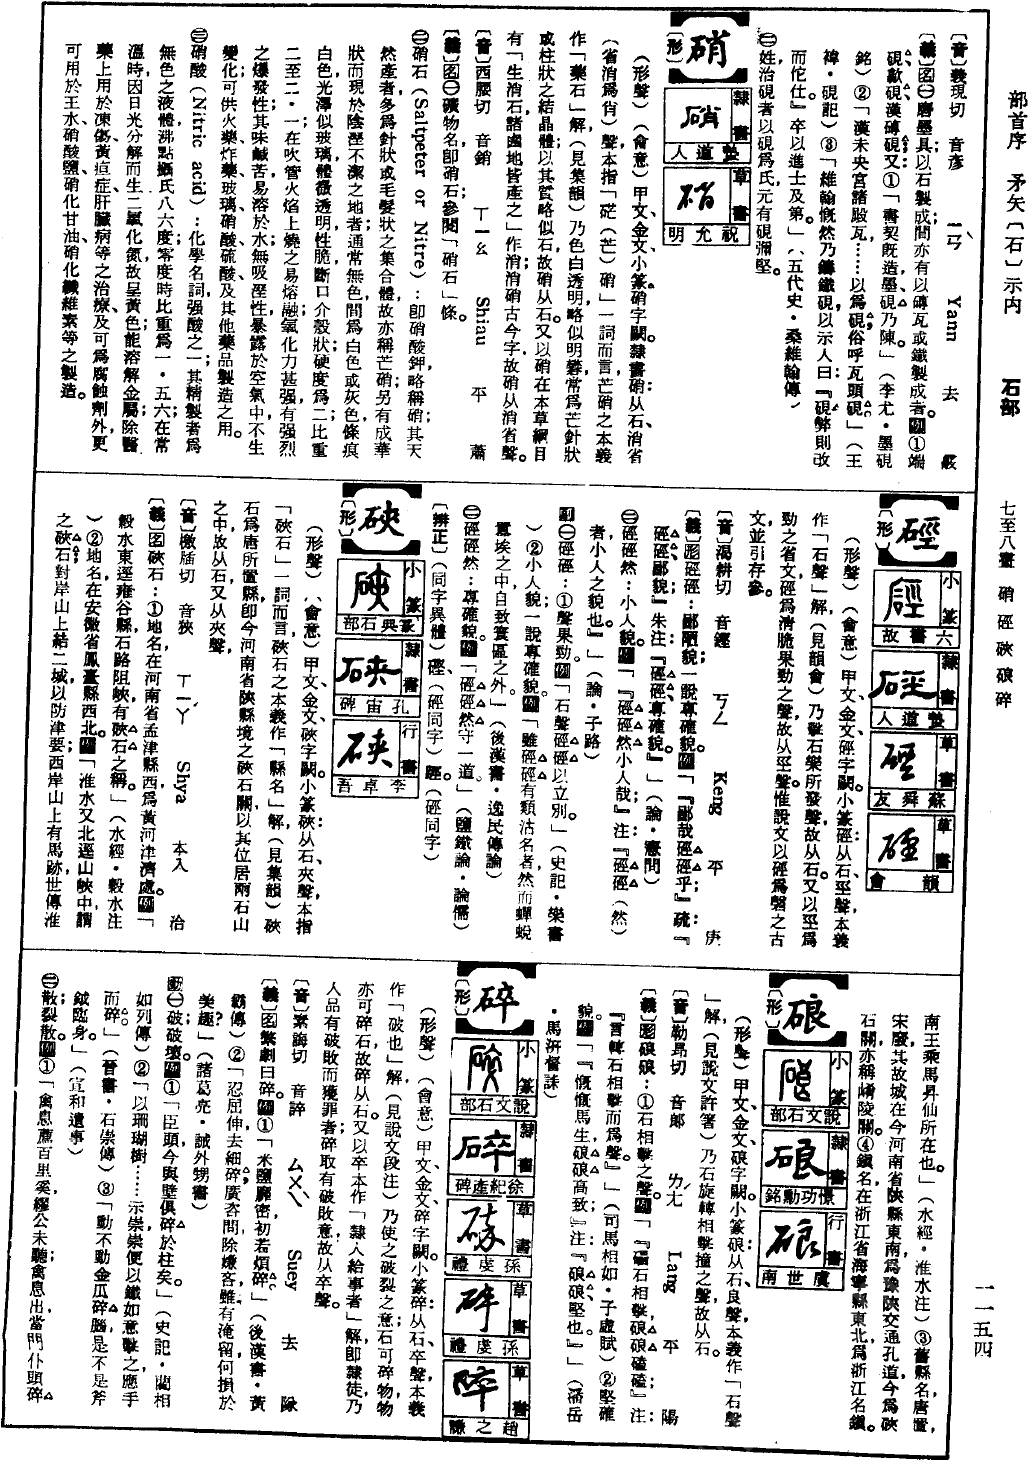 部首序　矛矢〔石〕示内　石部　七至八畫　硝硜硤硠碎　一一五四
〔音〕義現切　音彥　ㄧㄢˋ　Yann　去　霰
〔義〕名㊀磨墨具以石製成間亦有以磚瓦或鐵製成者。例①「端
硯歙硯漢磚硯又：①「書契旣造墨硯乃陳。」（李尤・墨硯
銘）②「漢未央宮諸殿瓦……以爲硯俗呼瓦頭硯」（王
褘・硯記）③「維翰慨然乃鑄鐵硯以示人曰：『硯弊則改
而佗仕』卒以進士及第。」（五代史・桑維翰傳）
㊁姓治硯者以硯爲氏元有硯彌堅。
硝
〔形〕
隸書　人道塾
草書　明允祝
（形聲）（會意）甲文、金文、小篆。硝字闕。隸書硝：从石消省
（省消爲肖）聲本指「硭（芒）硝」一詞而言芒硝之本義
作「藥石」解（見集韻）乃色白透明略似明礬常爲芒針狀
或柱狀之結晶體；以其質略似石，故硝从石。又以硝在本草綱目
有「生消石諸鹵地皆產之」作消，消硝古今字故硝从消省聲。
〔音〕西腰切　音銷　ㄒㄧㄠ　Shiau　平　蕭
〔義〕名㊀礦物名卽硝石參閱「硝石」條。
㊁硝石（Saltpeter or Nitre）：卽硝酸鉀略稱硝；其天
然產者多爲針狀或毛髮狀之集合體故亦稱芒硝另有成華
狀而現於陰溼不潔之地者通常無色間爲白色或灰色條痕
白色光澤似玻璃體微透明性脆斷口介殼狀硬度爲二比重
二至二・一在吹管火焰上燒之易熔融氧化力甚强有强烈
之爆發性其味鹹苦易溶於水無吸溼性暴露於空氣中不生
變化可供火藥炸藥玻璃硝酸硫酸及其他藥品製造之用。
㊂硝酸（Nitric acid）：化學名詞强酸之一；其精製者爲
無色之液體沸點攝氏八六度零度時比重爲一・五六在常
溫時因日光分解而生二氧化氮故呈黃色能溶解金屬除醫
藥上用於凍傷黃疸症肝臟病等之治療及可爲腐蝕劑外更
可用於王水硝酸鹽硝化甘油硝化纖維素等之製造。
硜
〔形〕
小篆　故書六
隸書　人道塾
草書　友舜蘇
草書　會韻
（形聲）（會意）甲文、金文硜字闕。小篆硜从石巠聲本義
作「石聲」解（見韻會）乃擊石樂所發聲故从石。又以巠爲
勁之省文硜爲淸脆果勁之聲故从巠聲惟說文以硜爲磬之古
文並引存參。
〔音〕渴耕切　音鏗　ㄎㄥ　Keng　平　庚
〔義〕形硜硜：鄙陋貌一說專確貌。例「『鄙哉硜硜乎』疏『
硜硜鄙貌』朱注『硜硜專確貌。』」（論・憲問）
㊁硜硜然：小人貌。例「『硜硜然小人哉』注『硜硜（然）
者小人之貌也』」（論・子路）
副㊀硜硜：①聲果勁。例「石聲硜硜以立別。」（史記・樂書
）②小人貌；一說專確貌。例「雖硜硜有類沽名者然而蟬蛻
囂埃之中自致寰區之外。」（後漢書・逸民傳論）
㊁硜硜然：專確貌。例「硜硜然守一道。」（鹽鐵論・論儒）
〔辨正〕（同字異體）
硤
〔形〕
小篆　部石典篆
隸書　碑宙孔
行書　吾卓李
（形聲）（會意）甲文、金文、硤字闕。小篆硤从石、夾聲本指
「硤石」一詞而言硤石之本義作「縣名」解（見集韻）硤
石爲唐所置縣卽今河南省陝縣境之硤石關以其位居兩石山
之中故从石又从夾聲。
〔音〕檄牐切　音狹　ㄒㄧㄚˊ　Shya　本入　洽
〔義〕名硤石：①地名在河南省孟津縣西爲黃河津濟處。例「
穀水東逕雍谷縣石路阻峽有硤石之稱。」（水經・穀水注
）②地名在安徽省鳳臺縣西北。例「淮水又北逕山峽中謂
之硤石對岸山上結二城以防津要西岸山上有馬跡世傳淮
南王乘馬昇仙所在也。」（水經・淮水注）③舊縣名唐置，
宋廢其故城在今河南省陝縣東南爲豫陝交通孔道今爲硤
石關亦稱崤陵關。④鎭名在浙江省海寧縣東北爲浙江名鎭。
硠
〔形〕
小篆　部石文說
隸書　銘勳功憬
行書　南世虞
（形聲）甲文金文硠字闕。小篆硠从石良聲本義作「石聲
」解（見說文許箸）乃石旋轉相擊撞之聲故从石。
〔音〕勒昂切　音郎　ㄌㄤˊ　Lang　平　陽
〔義〕形硠硠：①石相擊之聲。例「『礧石相擊硠硠磕磕』注：
『言轉石相擊而爲聲』」（司馬相如・子虛賦）②堅確
貌。例「『慨慨馬生硠硠高致』注『硠硠堅也。』」（潘岳
・馬汧督誄）
碎
〔形〕
小篆　部石文說
隸書　碑產紀徐
草書　禮虔孫
草書　禮虔孫
草書　謙之趙
（形聲）（會意）甲文、金文、碎字闕小篆碎：从石、卒聲本義
作「破也」解（見說文段注）乃使之破裂之意石可碎物物
亦可碎石故碎从石。又以卒本作「隸人給事者」解卽隸徒乃
人品有破敗而獲罪者碎取有破敗意故从卒聲。
〔音〕素誨切　音誶　ㄙㄨㄟˋ　Suey　去　隊
〔義〕名繁劇曰碎。例①「米鹽靡密初若煩碎」（後漢書・黃
霸傳）②「忍屈伸去細碎廣咨問除嫌吝雖有淹留何損於
美趣」（諸葛亮・誡外甥書）
動㊀破；破壞。例①「臣頭今與壁俱碎於柱矣。」（史記・藺相
如列傳）②「以珊瑚樹……示崇崇便以鐵如意擊之應手
而碎」（晉書・石崇傳）③「動不動金瓜碎腦是不是斧
鉞臨身。」（宣和遺事）
㊁散裂；散。例①「禽息薦百里奚繆公未聽禽息出當門仆頭碎